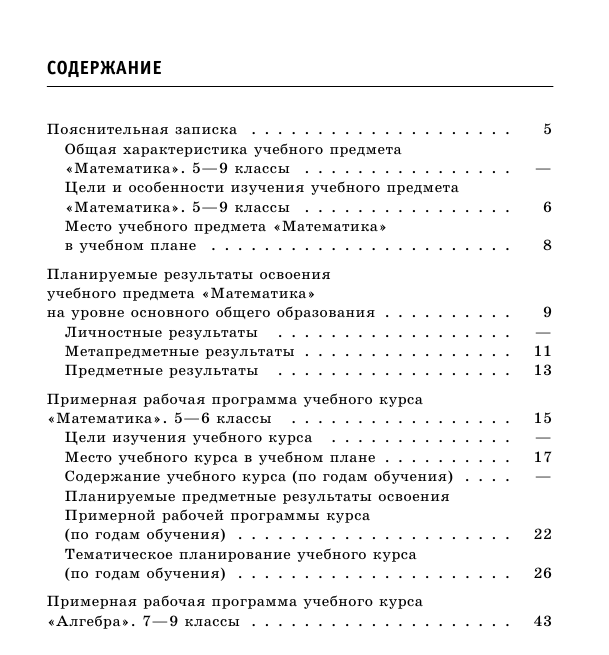 СОДЕРЖАНИЕ
Пояснительная записка . . . . . . . . . . . . . . . . . . . . 5
Общая характеристика учебного предмета
«Математика». 5—9 классы . . . . . . . . . . . . . . . . —
Цели и особенности изучения учебного предмета
«Математика». 5—9 классы . . . . . . . . . . . . . . . . 6
Место учебного предмета «Математика»
в учебном плане . . . . . . . . . . . . . . . . . . . . . . . 8
Планируемые результаты освоения
учебного предмета «Математика»
на уровне основного общего образования . . . . . . . . . . 9
Личностные результаты . . . . . . . . . . . . . . . . . . —
Метапредметные результаты . . . . . . . . . . . . . . . . 11
Предметные результаты . . . . . . . . . . . . . . . . . . 13
Примерная рабочая программа учебного курса
«Математика». 5—6 классы . . . . . . . . . . . . . . . . . 15
Цели изучения учебного курса . . . . . . . . . . . . . . —
Место учебного курса в учебном плане . . . . . . . . . . 17
Содержание учебного курса (по годам обучения) . . . . —
Планируемые предметные результаты освоения
Примерной рабочей программы курса
(по годам обучения) . . . . . . . . . . . . . . . . . . . . . 22
Тематическое планирование учебного курса
(по годам обучения) . . . . . . . . . . . . . . . . . . . . . 26
Примерная рабочая программа учебного курса
«Алгебра». 7—9 классы . . . . . . . . . . . . . . . . . . . . 43